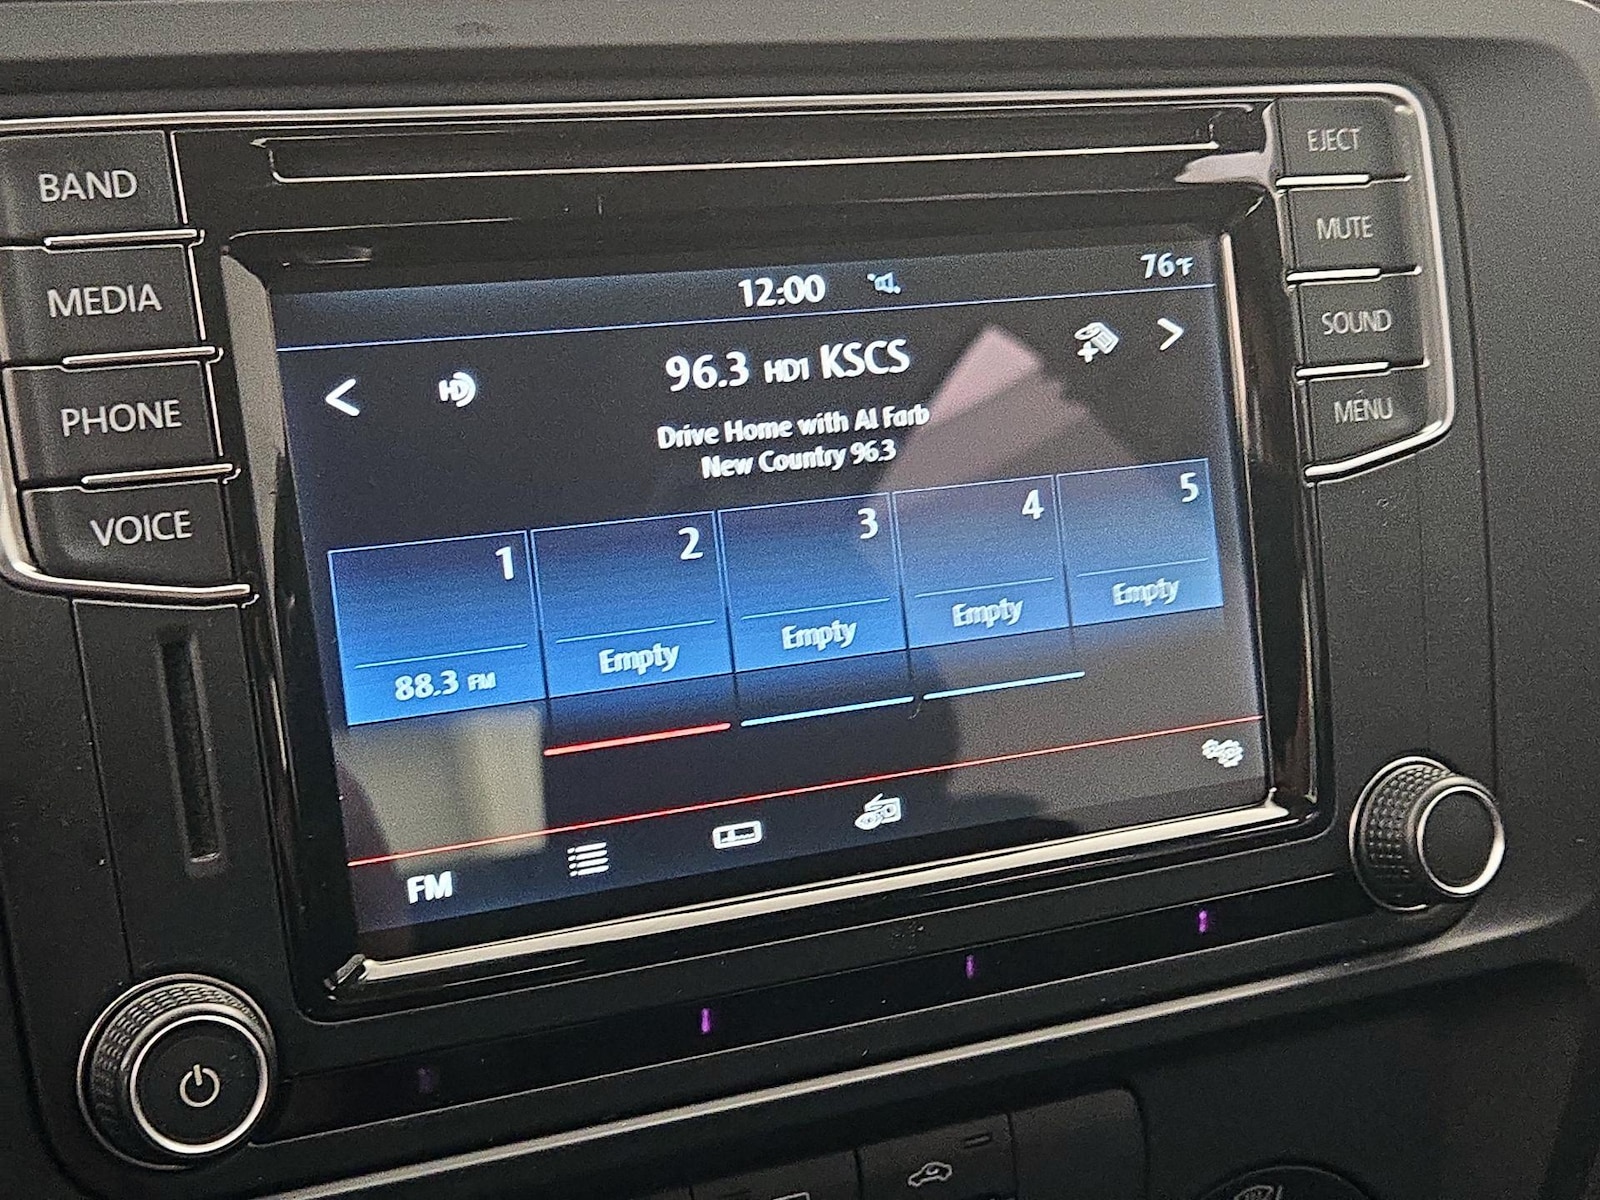 BAND
MEDIA
PHONE
VOICE
EJECT
MUTE
SOUND
MENU
12:00
76°F
HD
96.3 HD1 KSCS
Drive Home with Al Farb
New Country 96.3
1
88.3 FM
2
Empty
3
Empty
4
Empty
5
Empty
FM